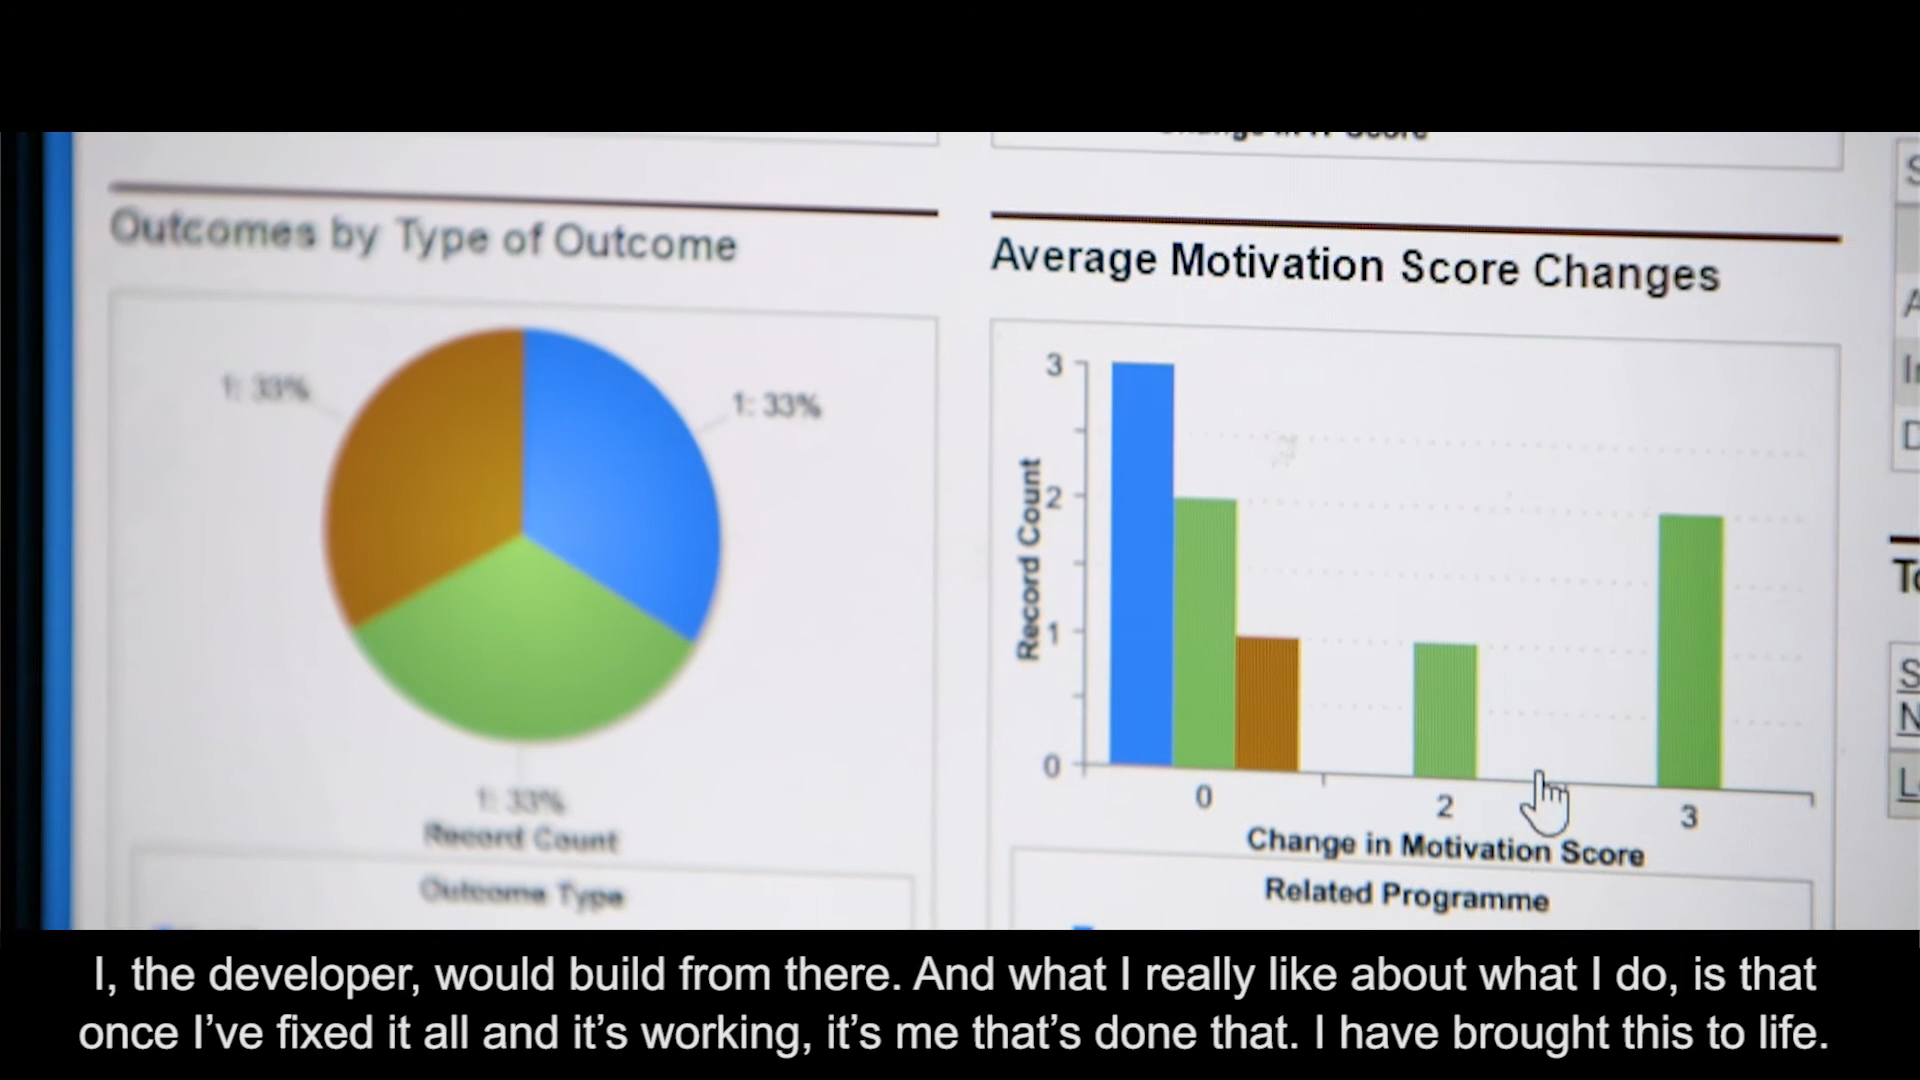 Outcomes by Type of Outcome
1: 33%
1: 33%
1: 33%
Record Count
Outcome Type
Score
Average Motivation Score Changes
3
2
1
0
Record Count
0
2
3
Change in Motivation Score
Related Programme
I, the developer, would build from there. And what I really like about what I do, is that
once I’ve fixed it all and it’s working, it’s me that’s done that. I have brought this to life.